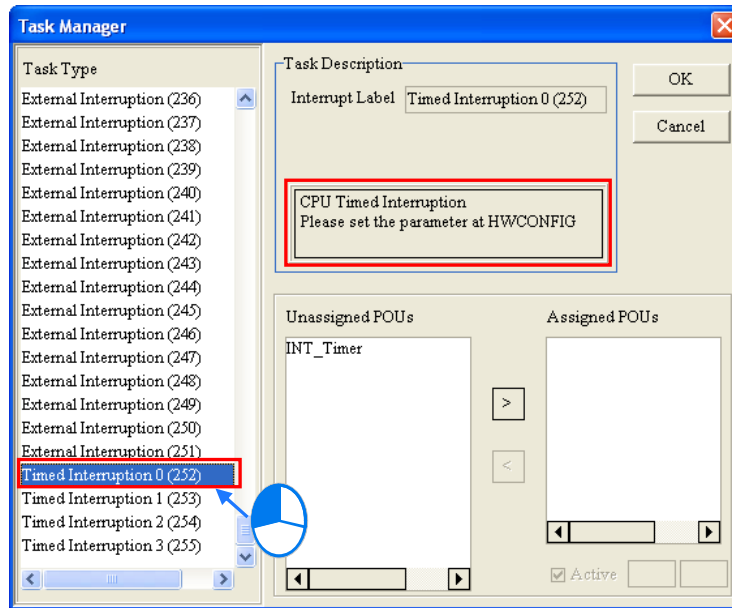 Task Manager
Task Type
External Interruption (236)
External Interruption (237)
External Interruption (238)
External Interruption (239)
External Interruption (240)
External Interruption (241)
External Interruption (242)
External Interruption (243)
External Interruption (244)
External Interruption (245)
External Interruption (246)
External Interruption (247)
External Interruption (248)
External Interruption (249)
External Interruption (250)
External Interruption (251)
Timed Interruption 0 (252)
Timed Interruption 1 (253)
Timed Interruption 2 (254)
Timed Interruption 3 (255)
Task Description
Interrupt Label Timed Interruption 0 (252)
CPU Timed Interruption
Please set the parameter at HWCONFIG
OK
Cancel
Unassigned POUs
INT_Timer
>
<
Assigned POUs
Active